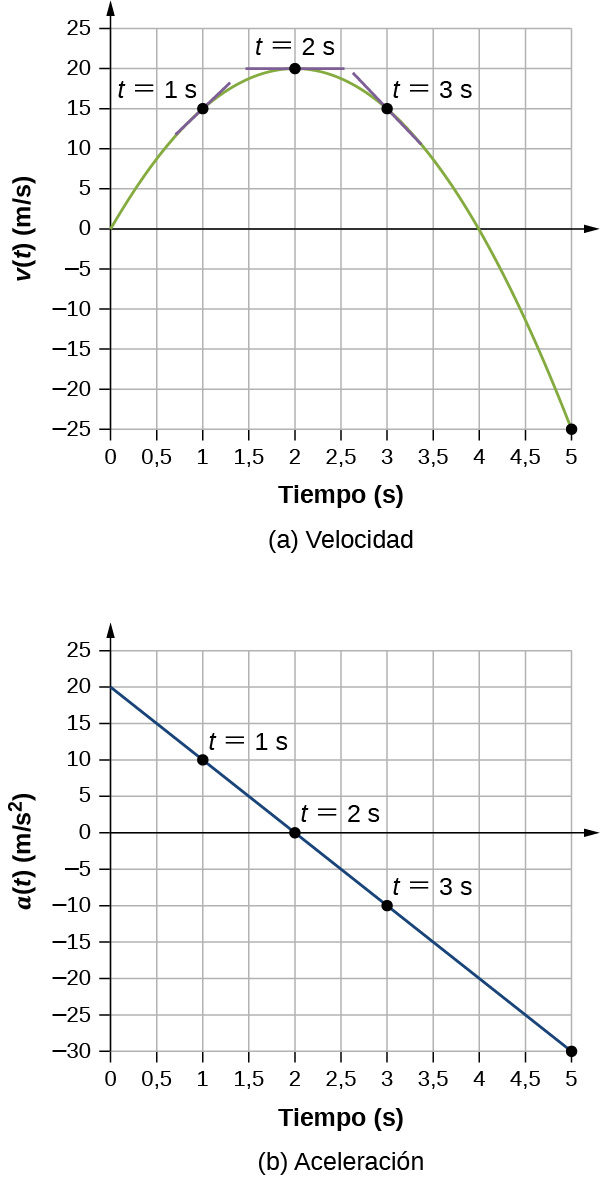 25
t = 2 s
20
t = 1 s
t = 3 s
15
10
5
0
−5
−10
−15
−20
−25
v(t) (m/s)
0 0,5 1 1,5 2 2,5 3 3,5 4 4,5 5
Tiempo (s)
(a) Velocidad
25
20
15
t = 1 s
10
5
t = 2 s
0
−5
t = 3 s
−10
−15
−20
−25
−30
a(t) (m/s²)
0 0,5 1 1,5 2 2,5 3 3,5 4 4,5 5
Tiempo (s)
(b) Aceleración